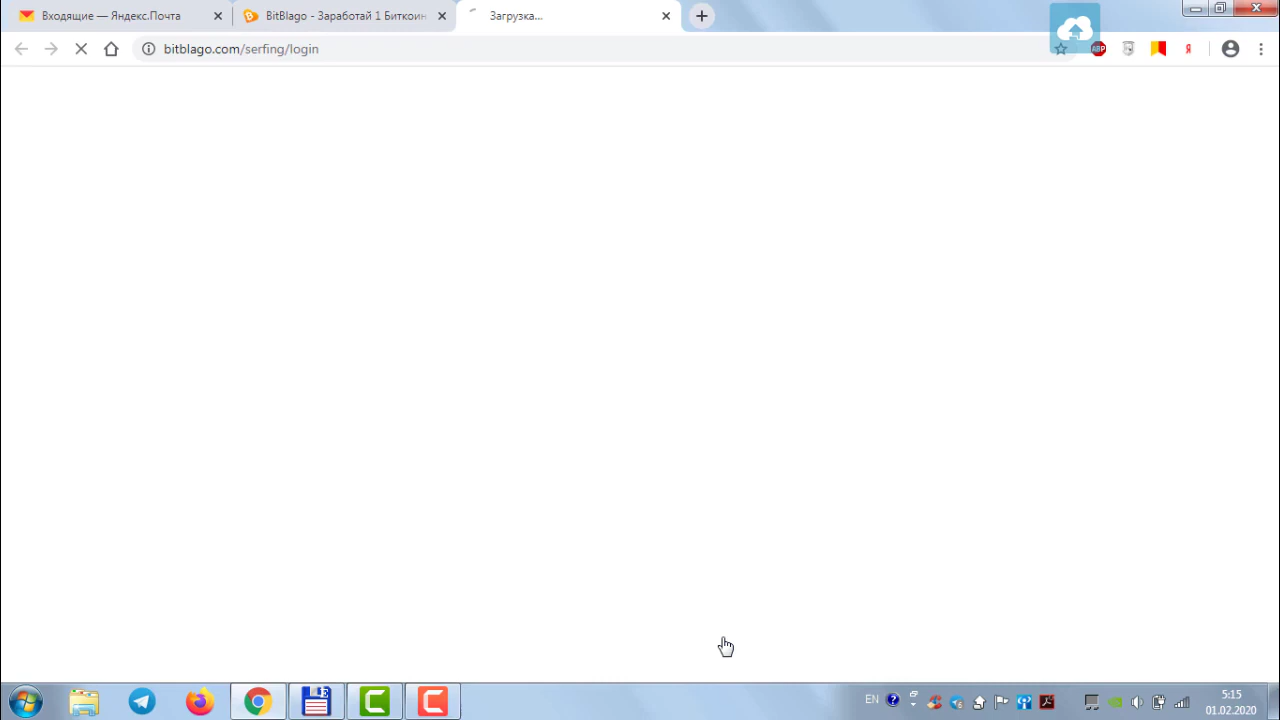 Входящие — Яндекс.Почта
BitBlago - Заработай 1 Биткоин
Загрузка...
bitblago.com/serfing/login
ABP
Я
EN
5:15
01.02.2020